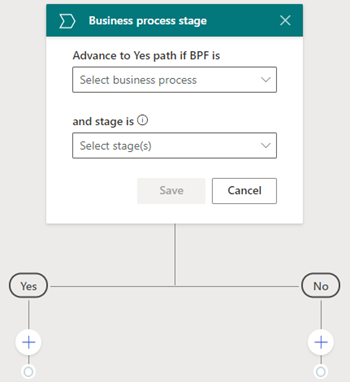 Business process stage
Advance to Yes path if BPF is
Select business process
and stage is
Select stage(s)
Save Cancel
Yes No